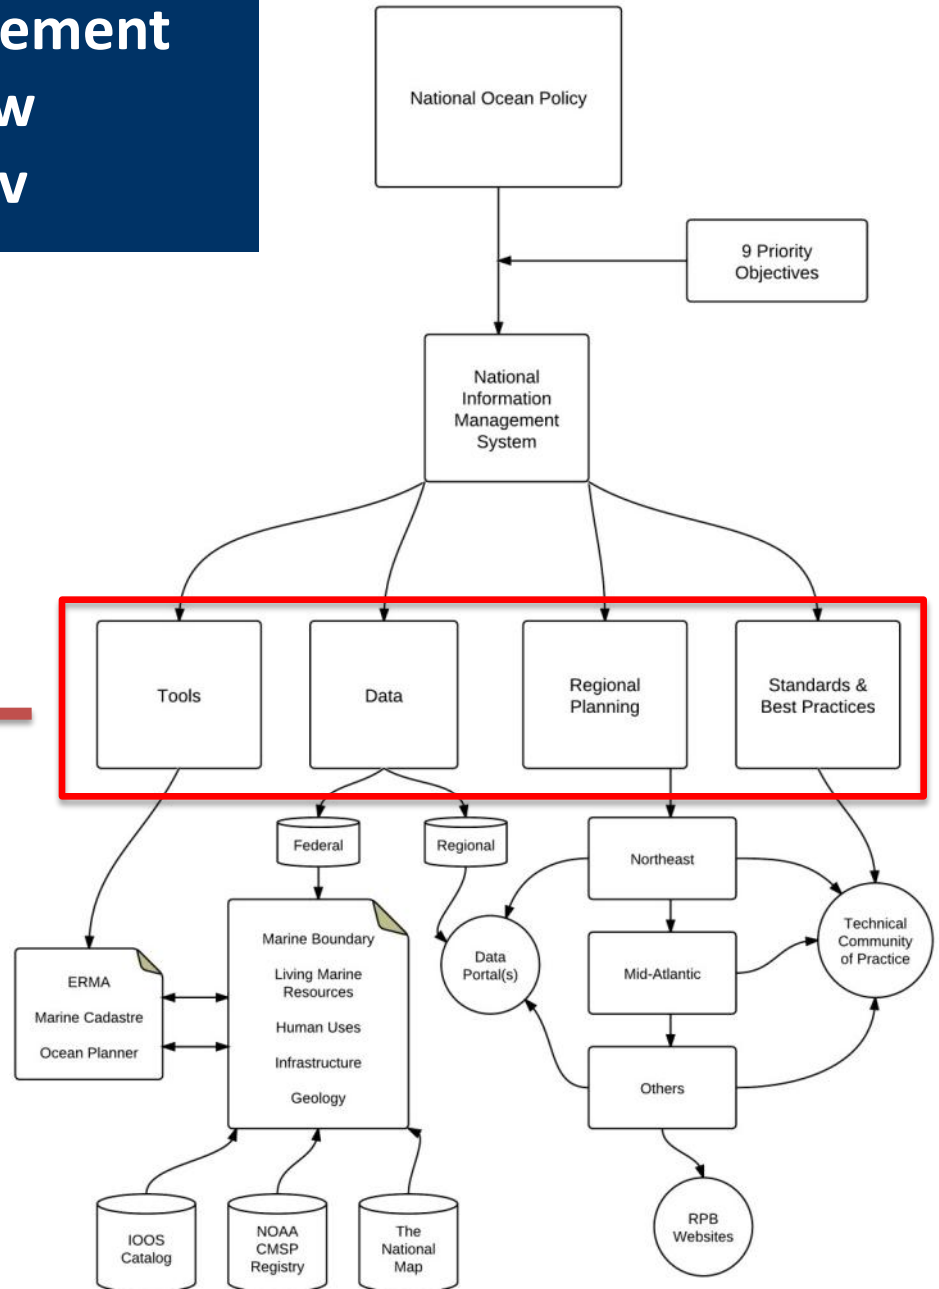 ement
w
v
National Ocean Policy
9 Priority
Objectives
National
Information
Management
System
Tools
Data
Regional
Planning
Standards &
Best Practices
Federal
Regional
Northeast
Technical
Community
of Practice
Marine Boundary
Living Marine
Resources
Human Uses
Infrastructure
Geology
Data
Portal(s)
Mid-Atlantic
ERMA
Marine Cadastre
Ocean Planner
Others
IOOS
Catalog
NOAA
CMSP
Registry
The
National
Map
RPB
Websites